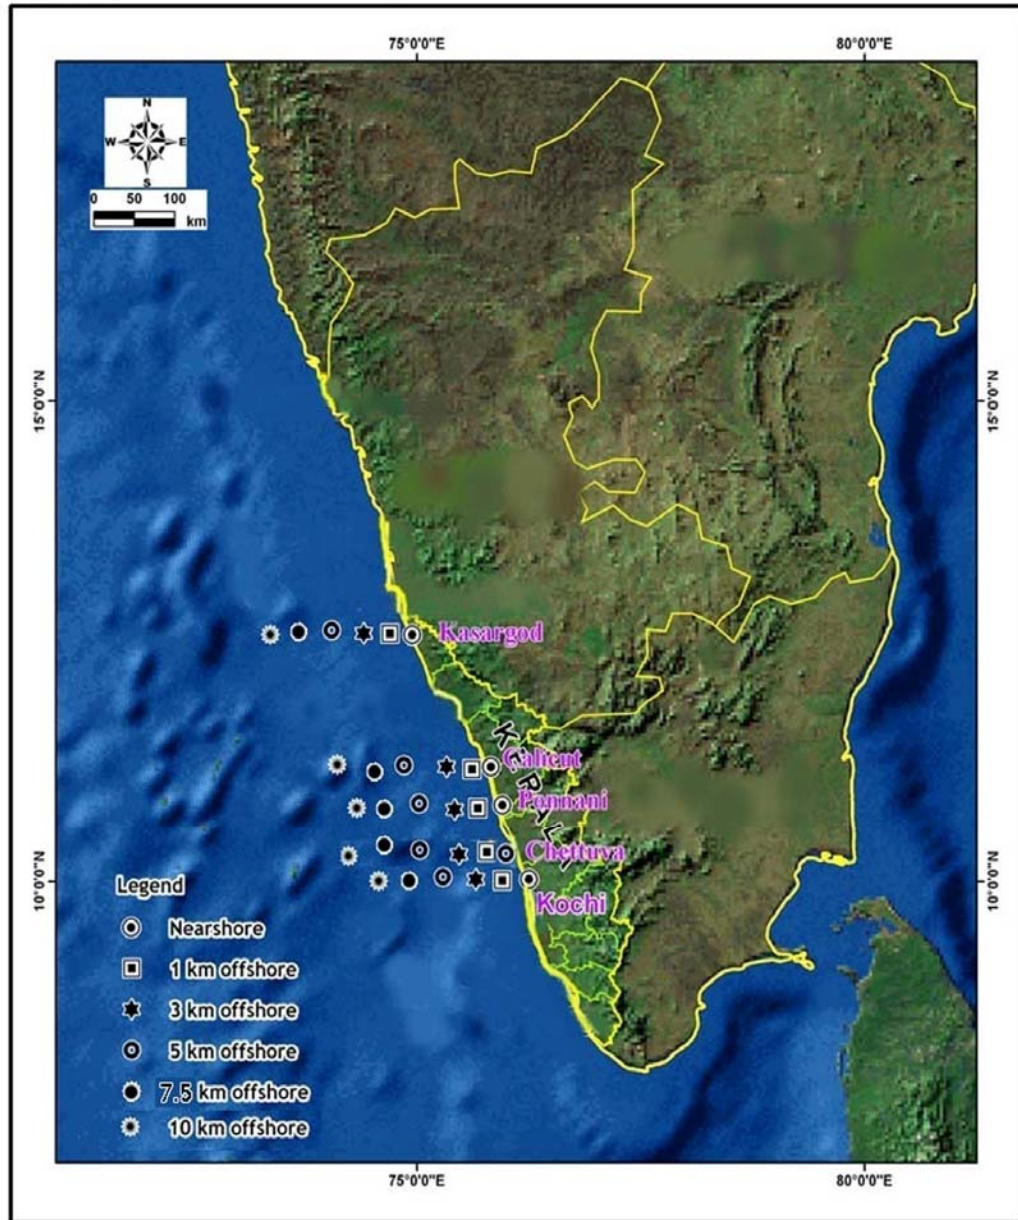 75°0'0"E 80°0'0"E
N
W E
S
0 50 100
km
15°0'0"N 15°0'0"N
Kasargod
KERALA
Calicut
Ponnani
Chettuva
10°0'0"N 10°0'0"N
Kochi
Legend
Nearshore
1 km offshore
3 km offshore
5 km offshore
7.5 km offshore
10 km offshore
75°0'0"E 80°0'0"E